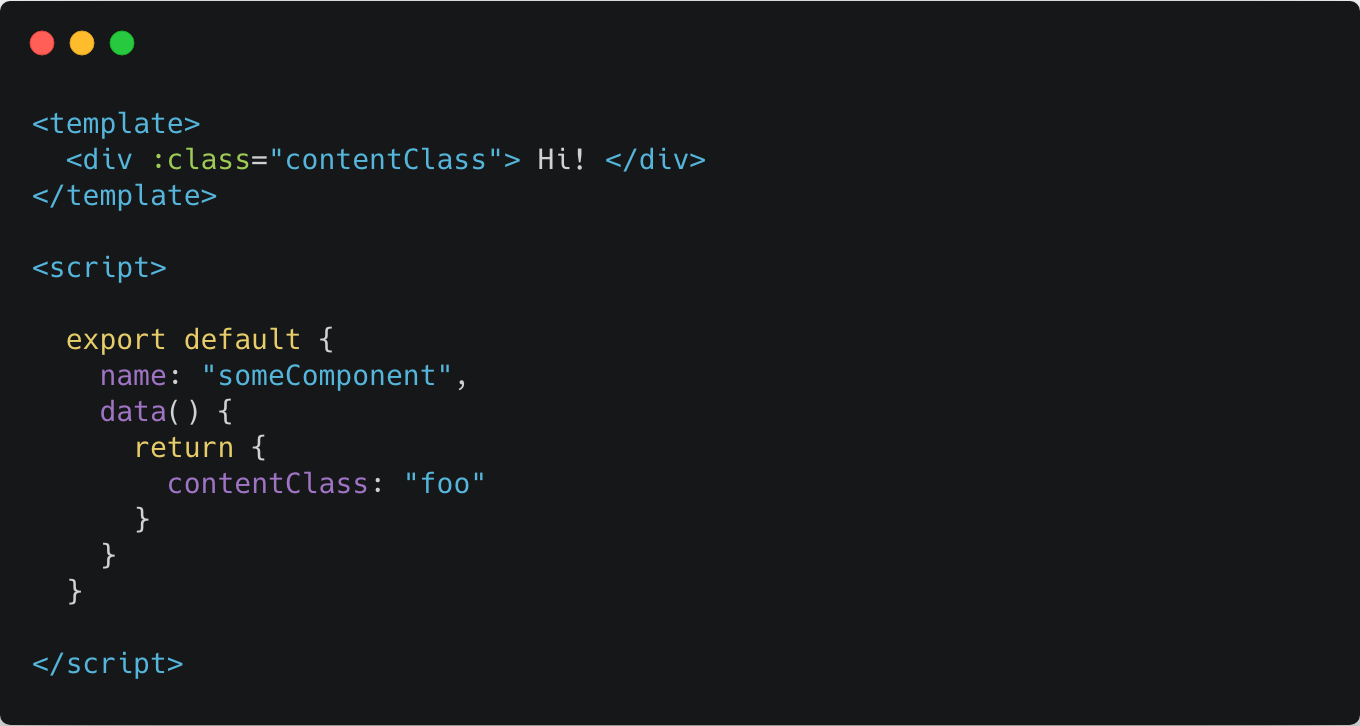 <template>
  <div :class="contentClass"> Hi! </div>
</template>

<script>

  export default {
    name: "someComponent",
    data() {
      return {
        contentClass: "foo"
      }
    }
  }

</script>